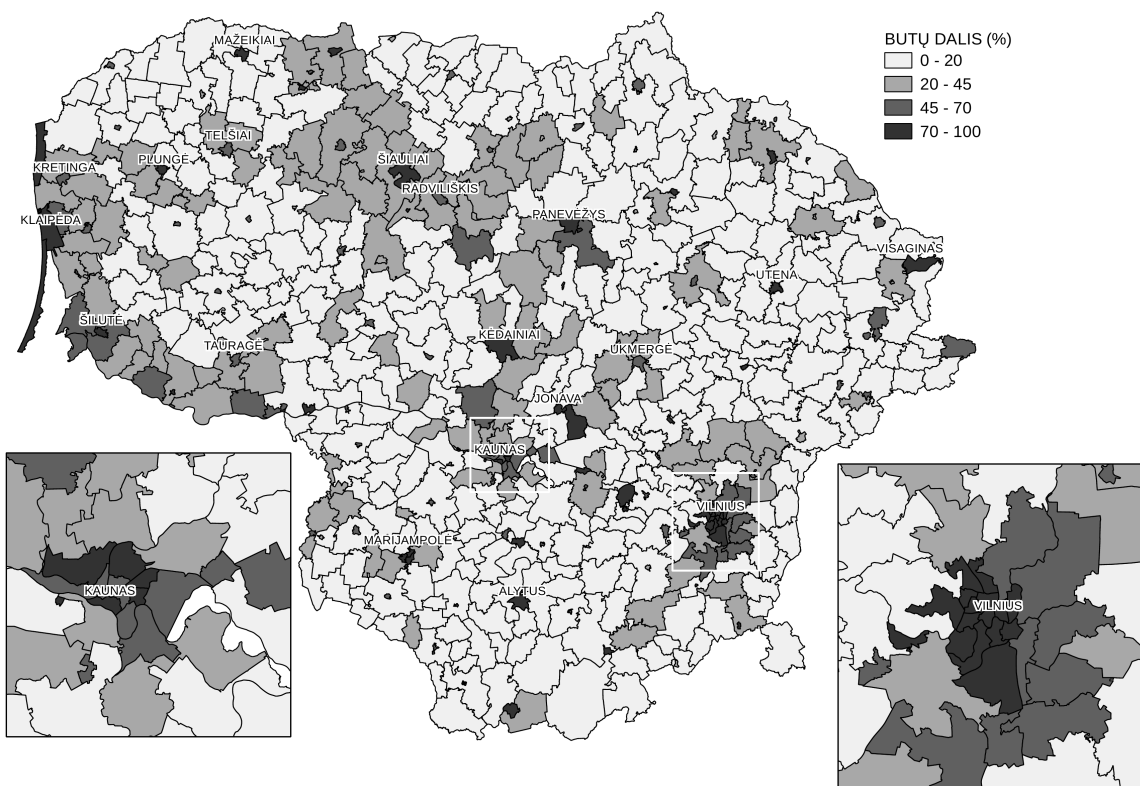 BUTŲ DALIS (%)
0 - 20
20 - 45
45 - 70
70 - 100
MAŽEIKIAI
TELŠIAI
KRETINGA
PLUNGĖ
ŠIAULIAI
RADVILIŠKIS
KLAIPĖDA
PANEVĖŽYS
VISAGINAS
UTENA
ŠILUTĖ
TAURAGĖ
KĖDAINIAI
UKMERGĖ
JONAVA
KAUNAS
VILNIUS
MARIJAMPOLĖ
ALYTUS
KAUNAS
VILNIUS